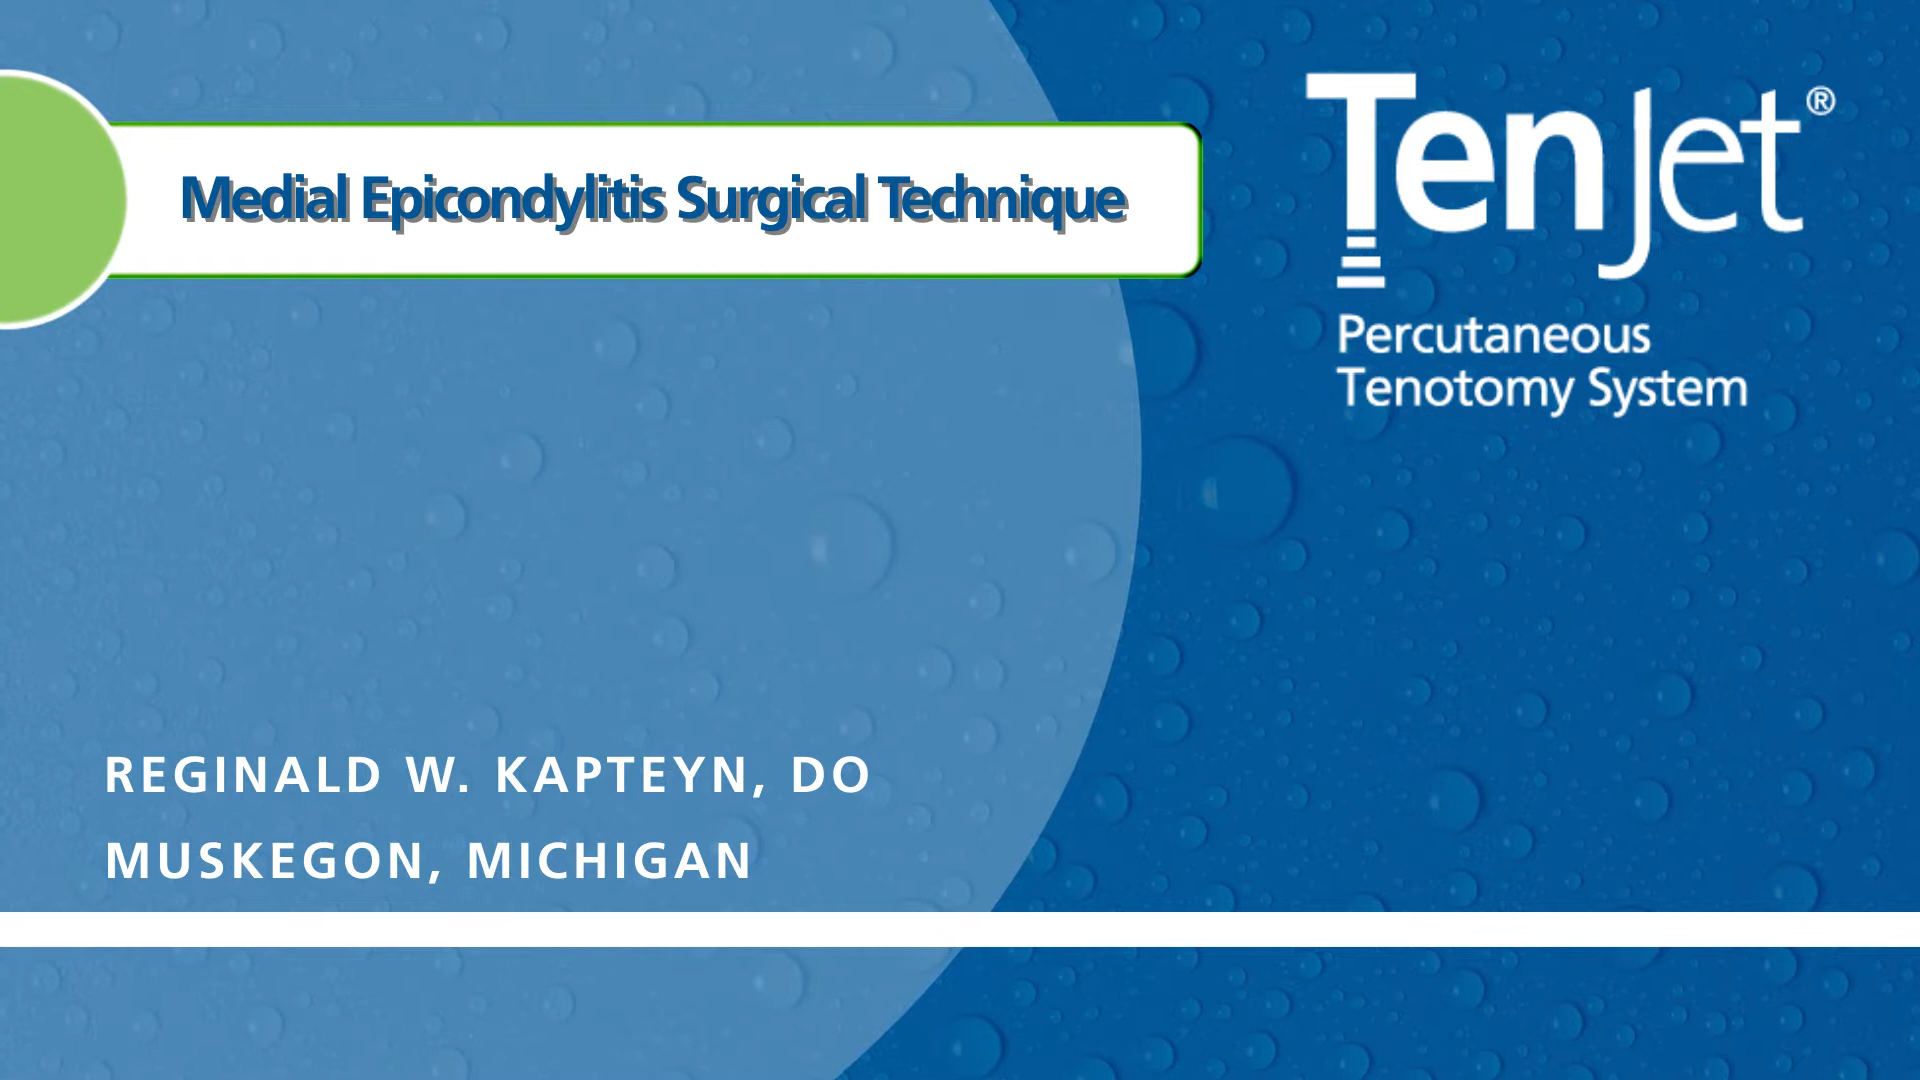 Medial Epicondylitis Surgical Technique
TenJet®
Percutaneous
Tenotomy System
REGINALD W. KAPTEYN, DO
MUSKEGON, MICHIGAN